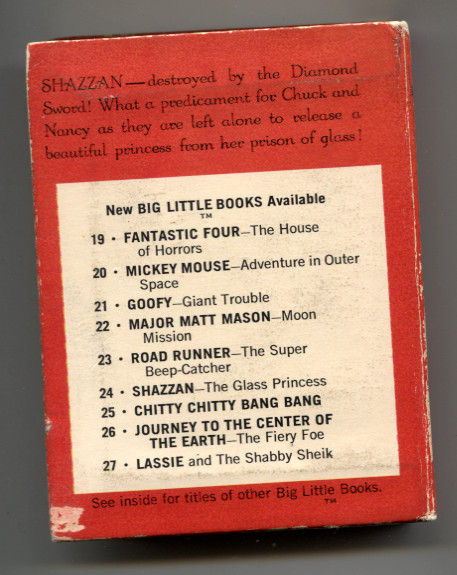 SHAZZAN—destroyed by the Diamond
Sword! What a predicament for Chuck and
Nancy as they are left alone to release a
beautiful princess from her prison of glass!
New BIG LITTLE BOOKS Available
TM
19 • FANTASTIC FOUR—The House
of Horrors
20 • MICKEY MOUSE—Adventure in Outer
Space
21 • GOOFY—Giant Trouble
22 • MAJOR MATT MASON—Moon
Mission
23 • ROAD RUNNER—The Super
Beep-Catcher
24 • SHAZZAN—The Glass Princess
25 • CHITTY CHITTY BANG BANG
26 • JOURNEY TO THE CENTER OF
THE EARTH—The Fiery Foe
27 • LASSIE and The Shabby Sheik
See inside for titles of other Big Little Books.
TM